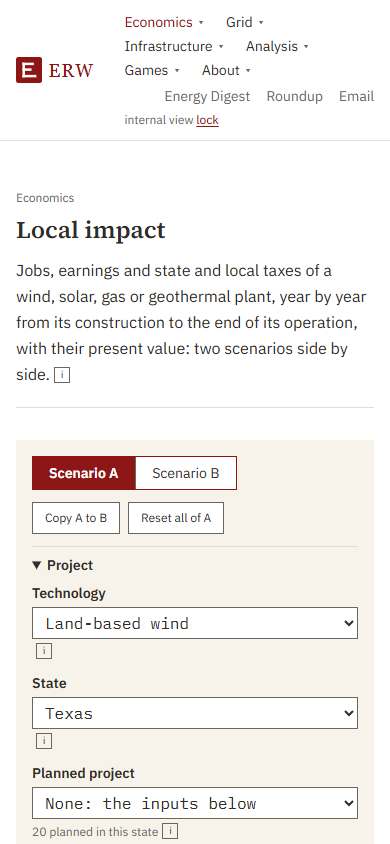 E ERW
Economics ▾ Grid ▾
Infrastructure ▾ Analysis ▾
Games ▾ About ▾
Energy Digest Roundup Email
internal view lock
Economics
Local impact
Jobs, earnings and state and local taxes of a
wind, solar, gas or geothermal plant, year by year
from its construction to the end of its operation,
with their present value: two scenarios side by
side. i
Scenario A Scenario B
Copy A to B Reset all of A
▼ Project
Technology
Land-based wind
i
State
Texas
i
Planned project
None: the inputs below
20 planned in this state i